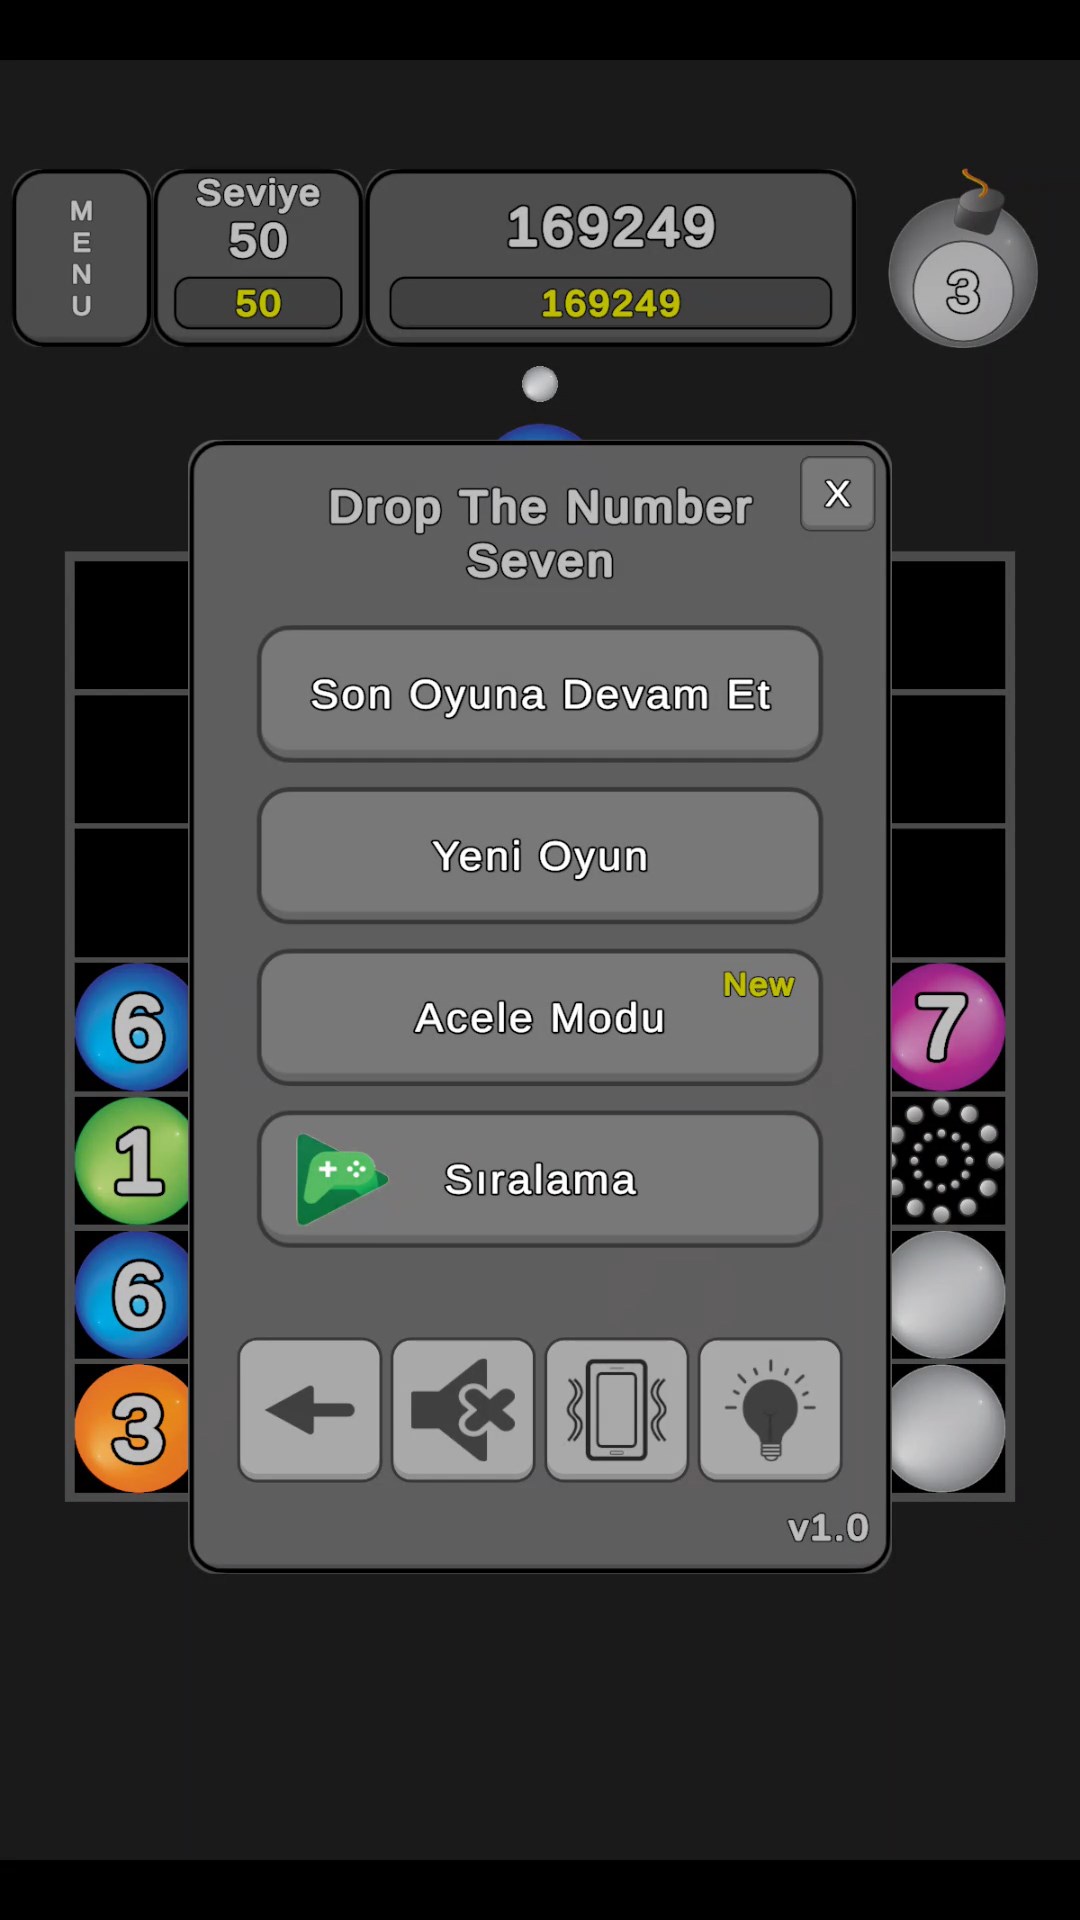 M
E
N
U
Seviye
50
50
169249
169249
3
Drop The Number
Seven
X
Son Oyuna Devam Et
Yeni Oyun
New
Acele Modu
Sıralama
6
7
1
6
3
v1.0